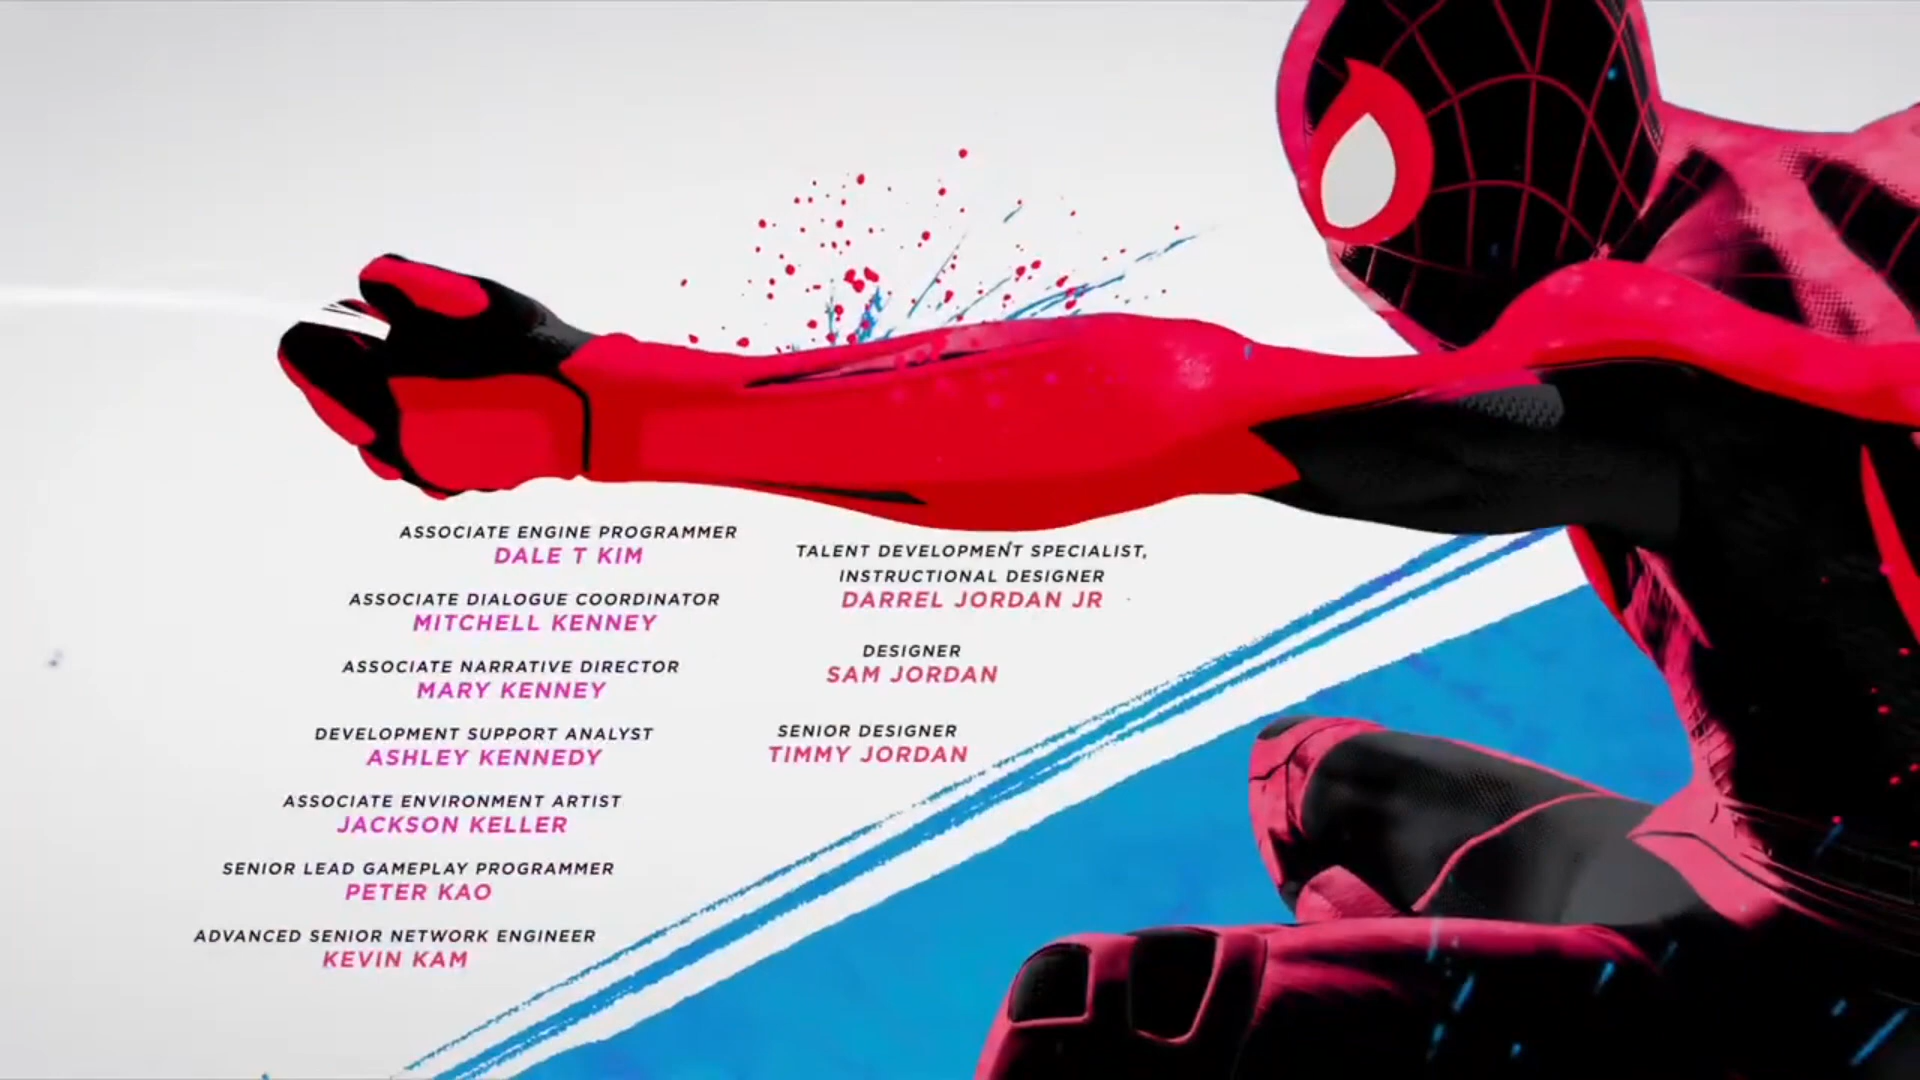 ASSOCIATE ENGINE PROGRAMMER
DALE T KIM
ASSOCIATE DIALOGUE COORDINATOR
MITCHELL KENNEY
ASSOCIATE NARRATIVE DIRECTOR
MARY KENNEY
DEVELOPMENT SUPPORT ANALYST
ASHLEY KENNEDY
ASSOCIATE ENVIRONMENT ARTIST
JACKSON KELLER
SENIOR LEAD GAMEPLAY PROGRAMMER
PETER KAO
ADVANCED SENIOR NETWORK ENGINEER
KEVIN KAM
TALENT DEVELOPMENT SPECIALIST,
INSTRUCTIONAL DESIGNER
DARREL JORDAN JR
DESIGNER
SAM JORDAN
SENIOR DESIGNER
TIMMY JORDAN